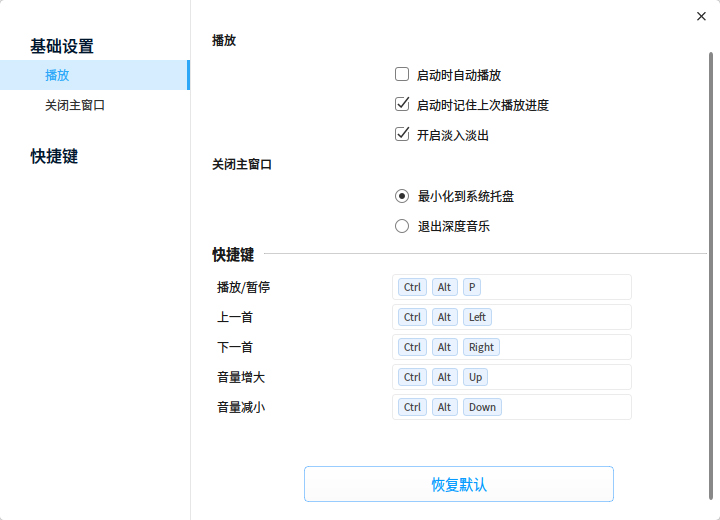 基础设置
播放
关闭主窗口
快捷键
播放
启动时自动播放
启动时记住上次播放进度
开启淡入淡出
关闭主窗口
最小化到系统托盘
退出深度音乐
快捷键
播放/暂停 Ctrl Alt P
上一首 Ctrl Alt Left
下一首 Ctrl Alt Right
音量增大 Ctrl Alt Up
音量减小 Ctrl Alt Down
恢复默认